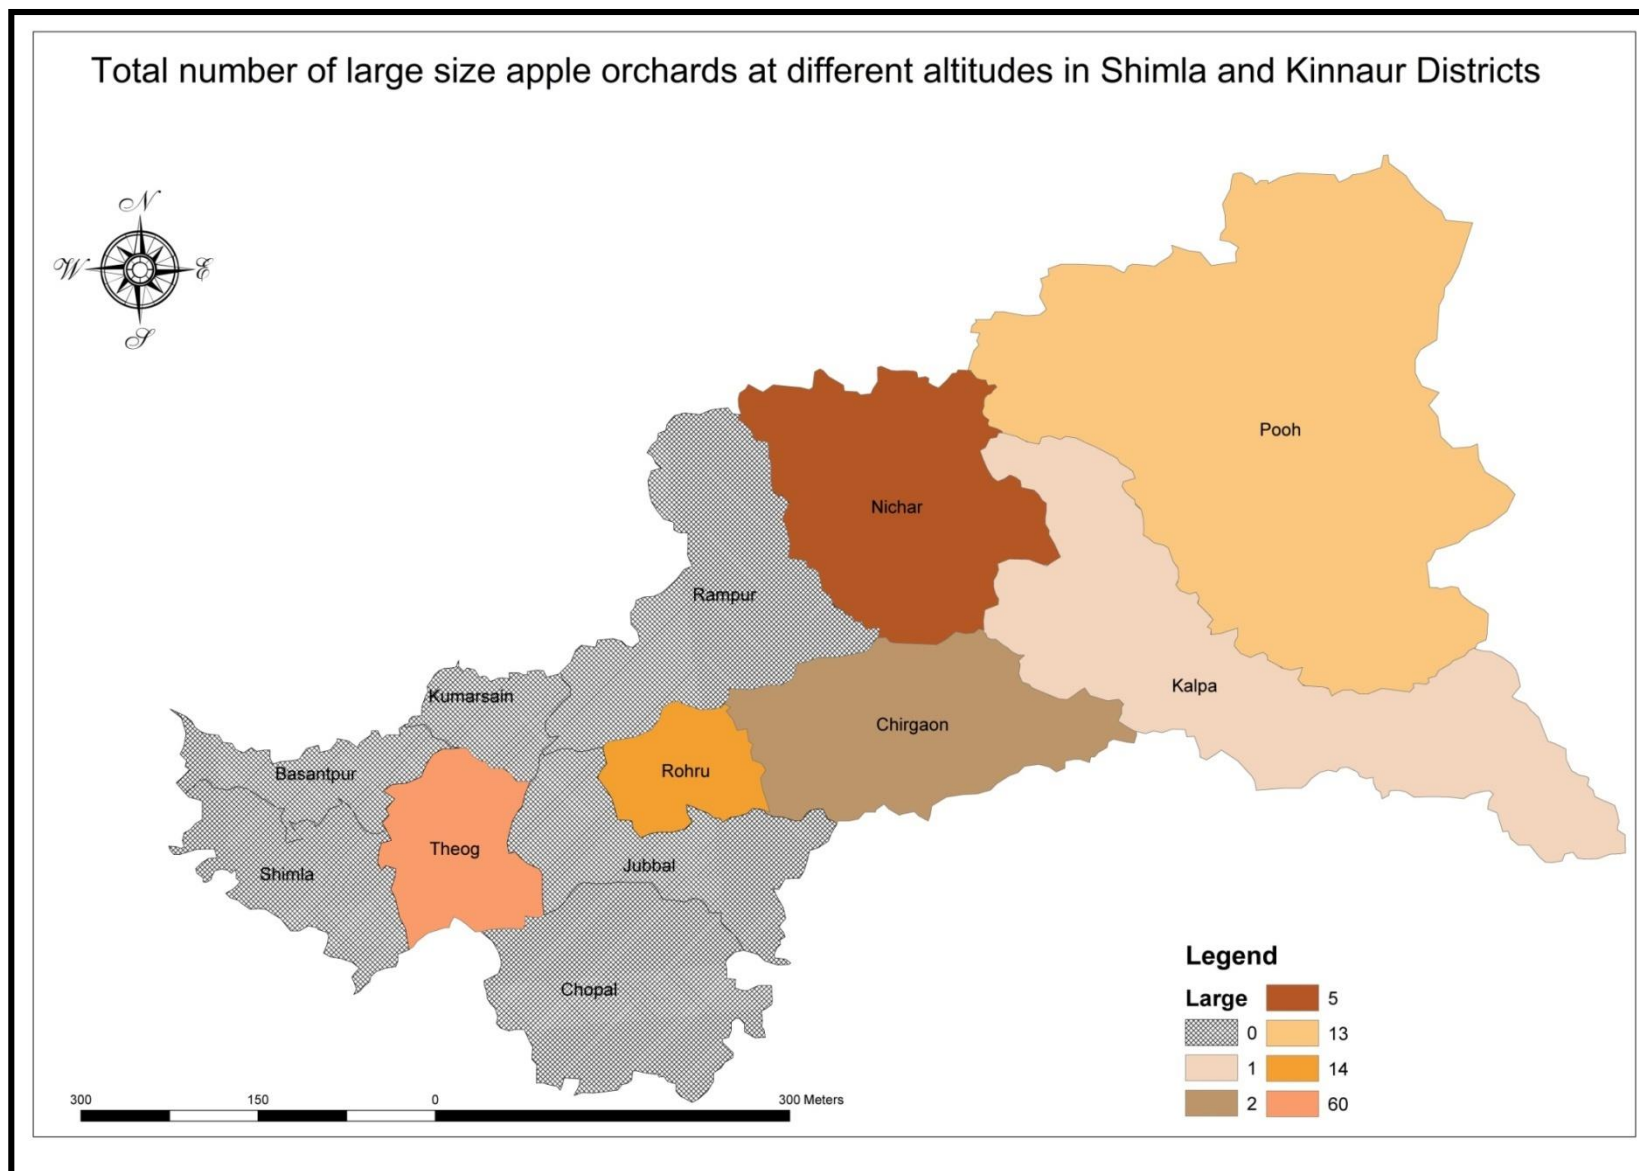 Total number of large size apple orchards at different altitudes in Shimla and Kinnaur Districts
N
W E
S
Pooh
Nichar
Rampur
Kalpa
Kumarsain
Chirgaon
Basantpur
Rohru
Theog
Shimla
Jubbal
Chopal
Legend
Large 5
0 13
1 14
2 60
300 150 0 300 Meters